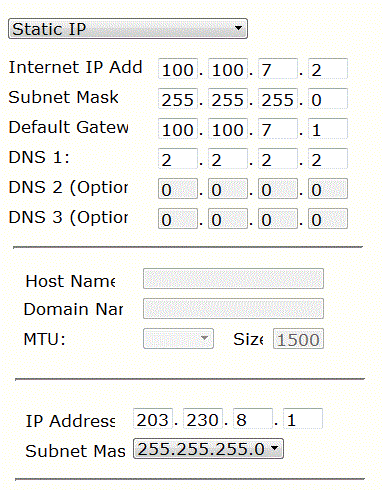 Static IP
Internet IP Add 100 . 100 . 7 . 2
Subnet Mask 255 . 255 . 255 . 0
Default Gatew 100 . 100 . 7 . 1
DNS 1: 2 . 2 . 2 . 2
DNS 2 (Option 0 . 0 . 0 . 0
DNS 3 (Option 0 . 0 . 0 . 0
Host Name
Domain Nar
MTU: Size 1500
IP Address 203 . 230 . 8 . 1
Subnet Mas 255.255.255.0